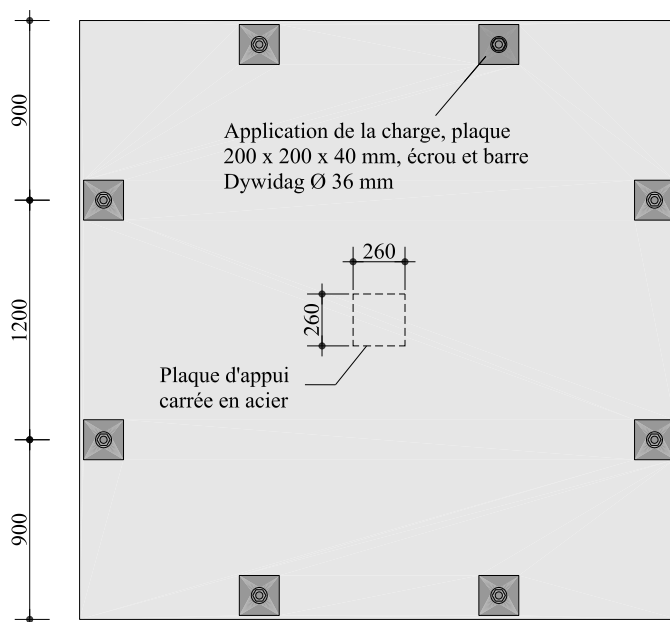 900
Application de la charge, plaque
200 x 200 x 40 mm, écrou et barre
Dywidag Ø 36 mm
260
1200
260
Plaque d'appui
carrée en acier
900